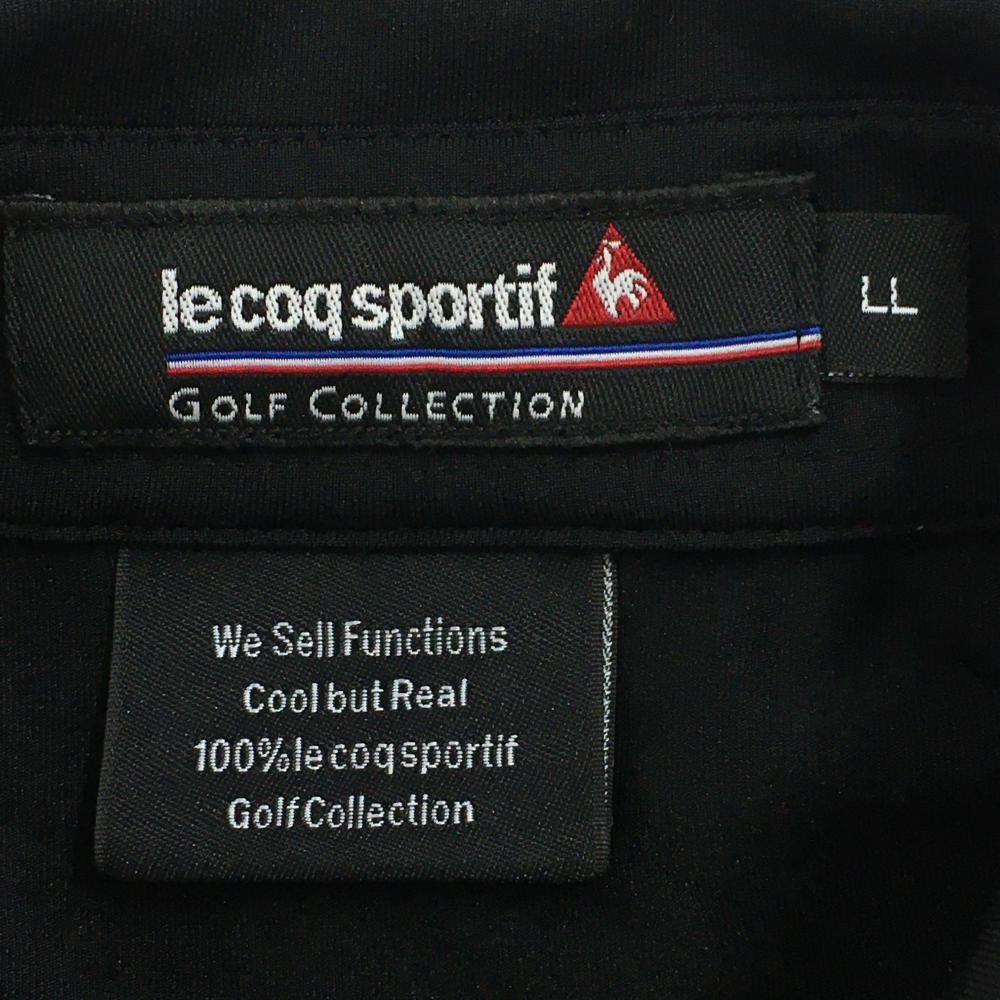 le coq sportif
LL
GOLF COLLECTION
We Sell Functions
Cool but Real
100% le coq sportif
Golf Collection